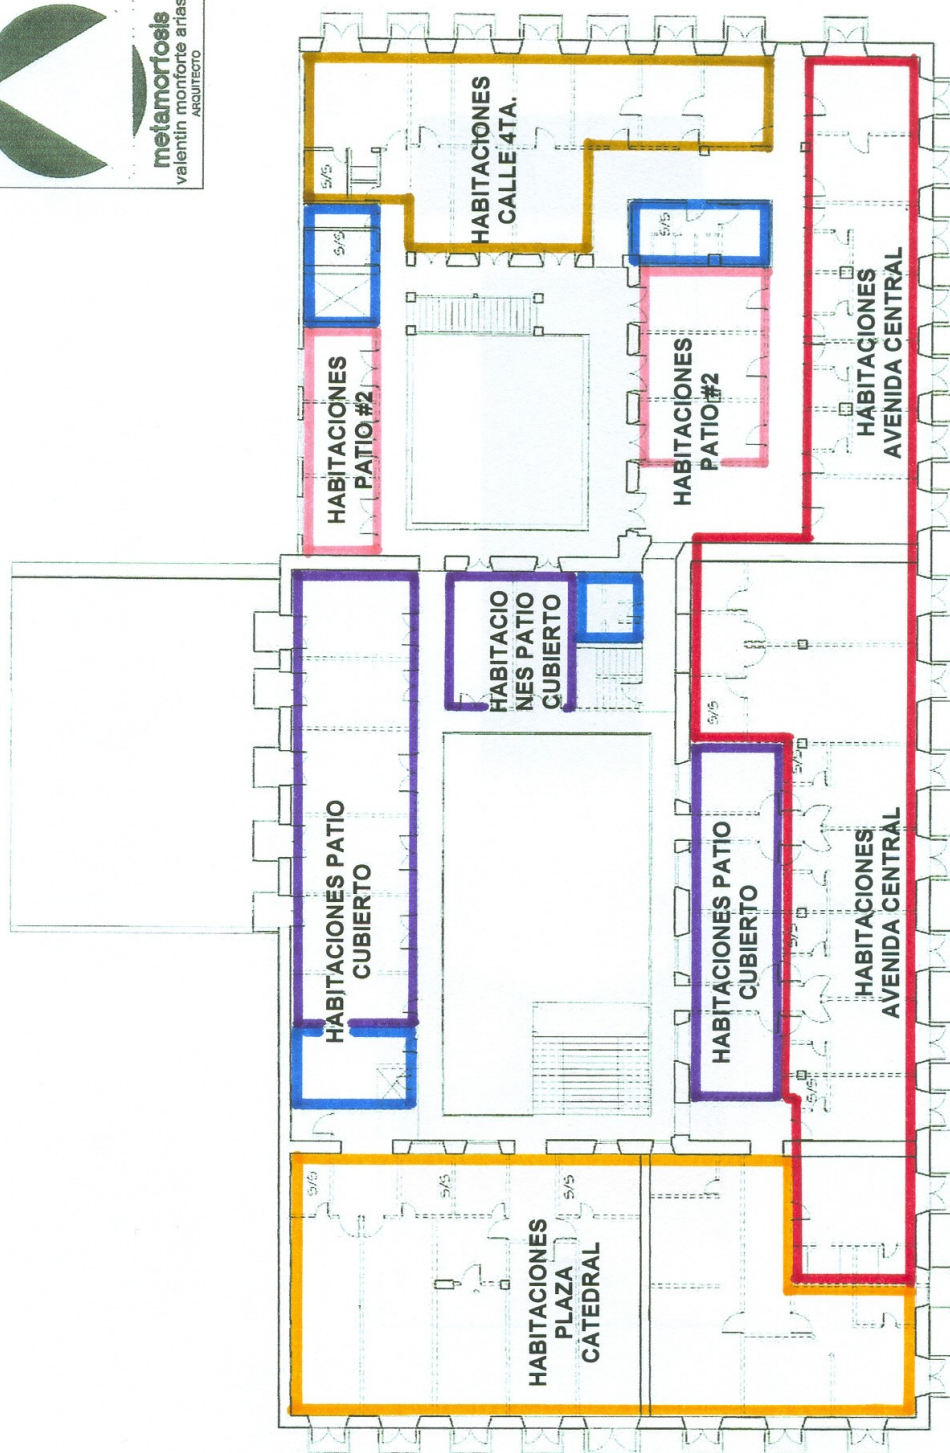 metamorfosis
valentin monforte arias
ARQUITECTO
HABITACIONES
CALLE 4TA.
S/S
S/S
S/S
HABITACIONES
PATIO #2
HABITACIONES
PATIO #2
HABITACIONES
AVENIDA CENTRAL
HABITACIO
NES PATIO
CUBIERTO
S/S
HABITACIONES PATIO
CUBIERTO
HABITACIONES PATIO
CUBIERTO
S/S
S/S
S/S
HABITACIONES
AVENIDA CENTRAL
S/S
S/S
S/S
HABITACIONES
PLAZA
CATEDRAL